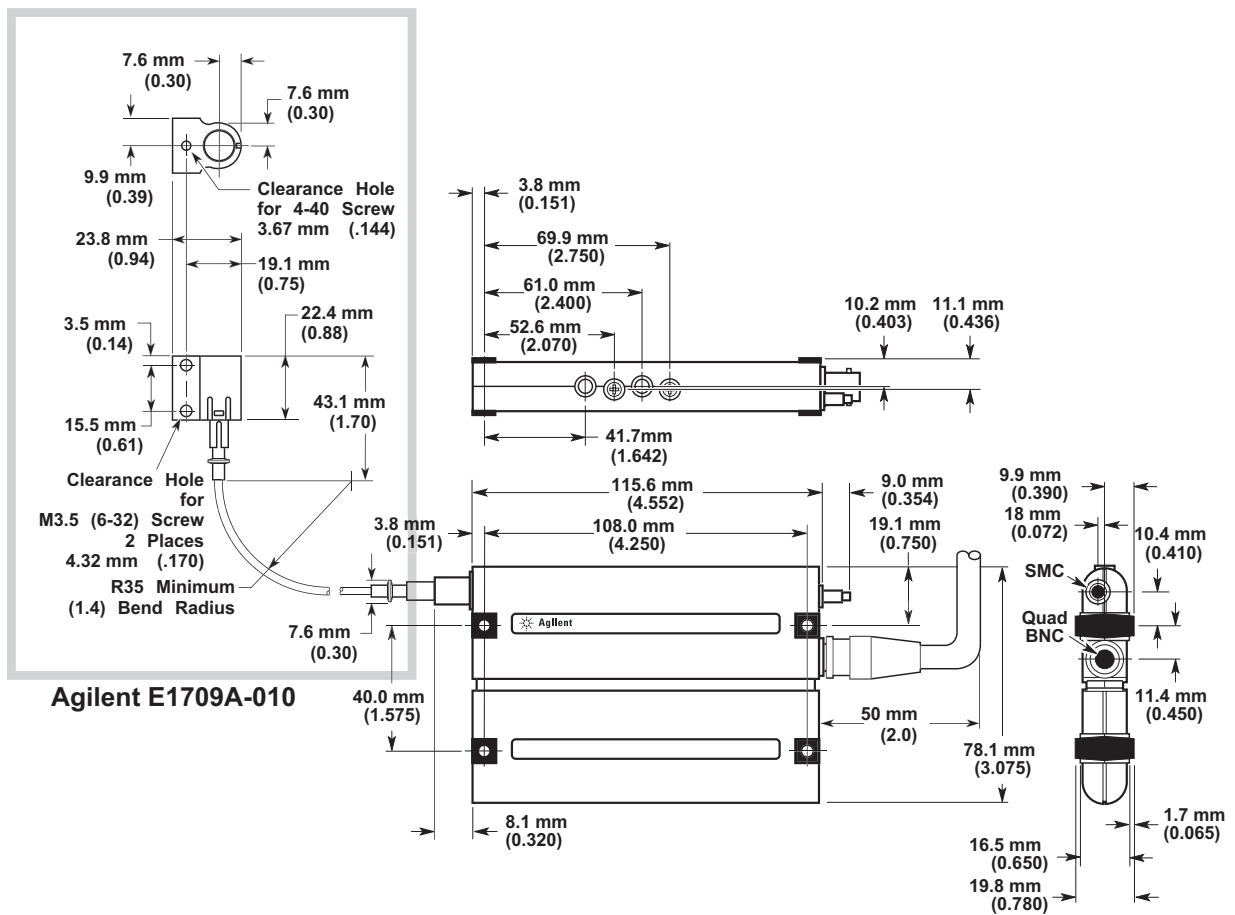 7.6 mm
(0.30)
7.6 mm
(0.30)
9.9 mm
(0.39)
Clearance Hole
for 4-40 Screw
3.67 mm (.144)
23.8 mm
(0.94)
19.1 mm
(0.75)
3.5 mm
(0.14)
22.4 mm
(0.88)
43.1 mm
(1.70)
15.5 mm
(0.61)
Clearance Hole
for
M3.5 (6-32) Screw
2 Places
4.32 mm (.170)
R35 Minimum
(1.4) Bend Radius
7.6 mm
(0.30)
Agilent E1709A-010
3.8 mm
(0.151)
69.9 mm
(2.750)
61.0 mm
(2.400)
52.6 mm
(2.070)
10.2 mm
(0.403)
11.1 mm
(0.436)
41.7mm
(1.642)
115.6 mm
(4.552)
9.0 mm
(0.354)
3.8 mm
(0.151)
108.0 mm
(4.250)
19.1 mm
(0.750)
Agilent
40.0 mm
(1.575)
50 mm
(2.0)
78.1 mm
(3.075)
8.1 mm
(0.320)
9.9 mm
(0.390)
18 mm
(0.072)
10.4 mm
(0.410)
SMC
Quad
BNC
11.4 mm
(0.450)
1.7 mm
(0.065)
16.5 mm
(0.650)
19.8 mm
(0.780)